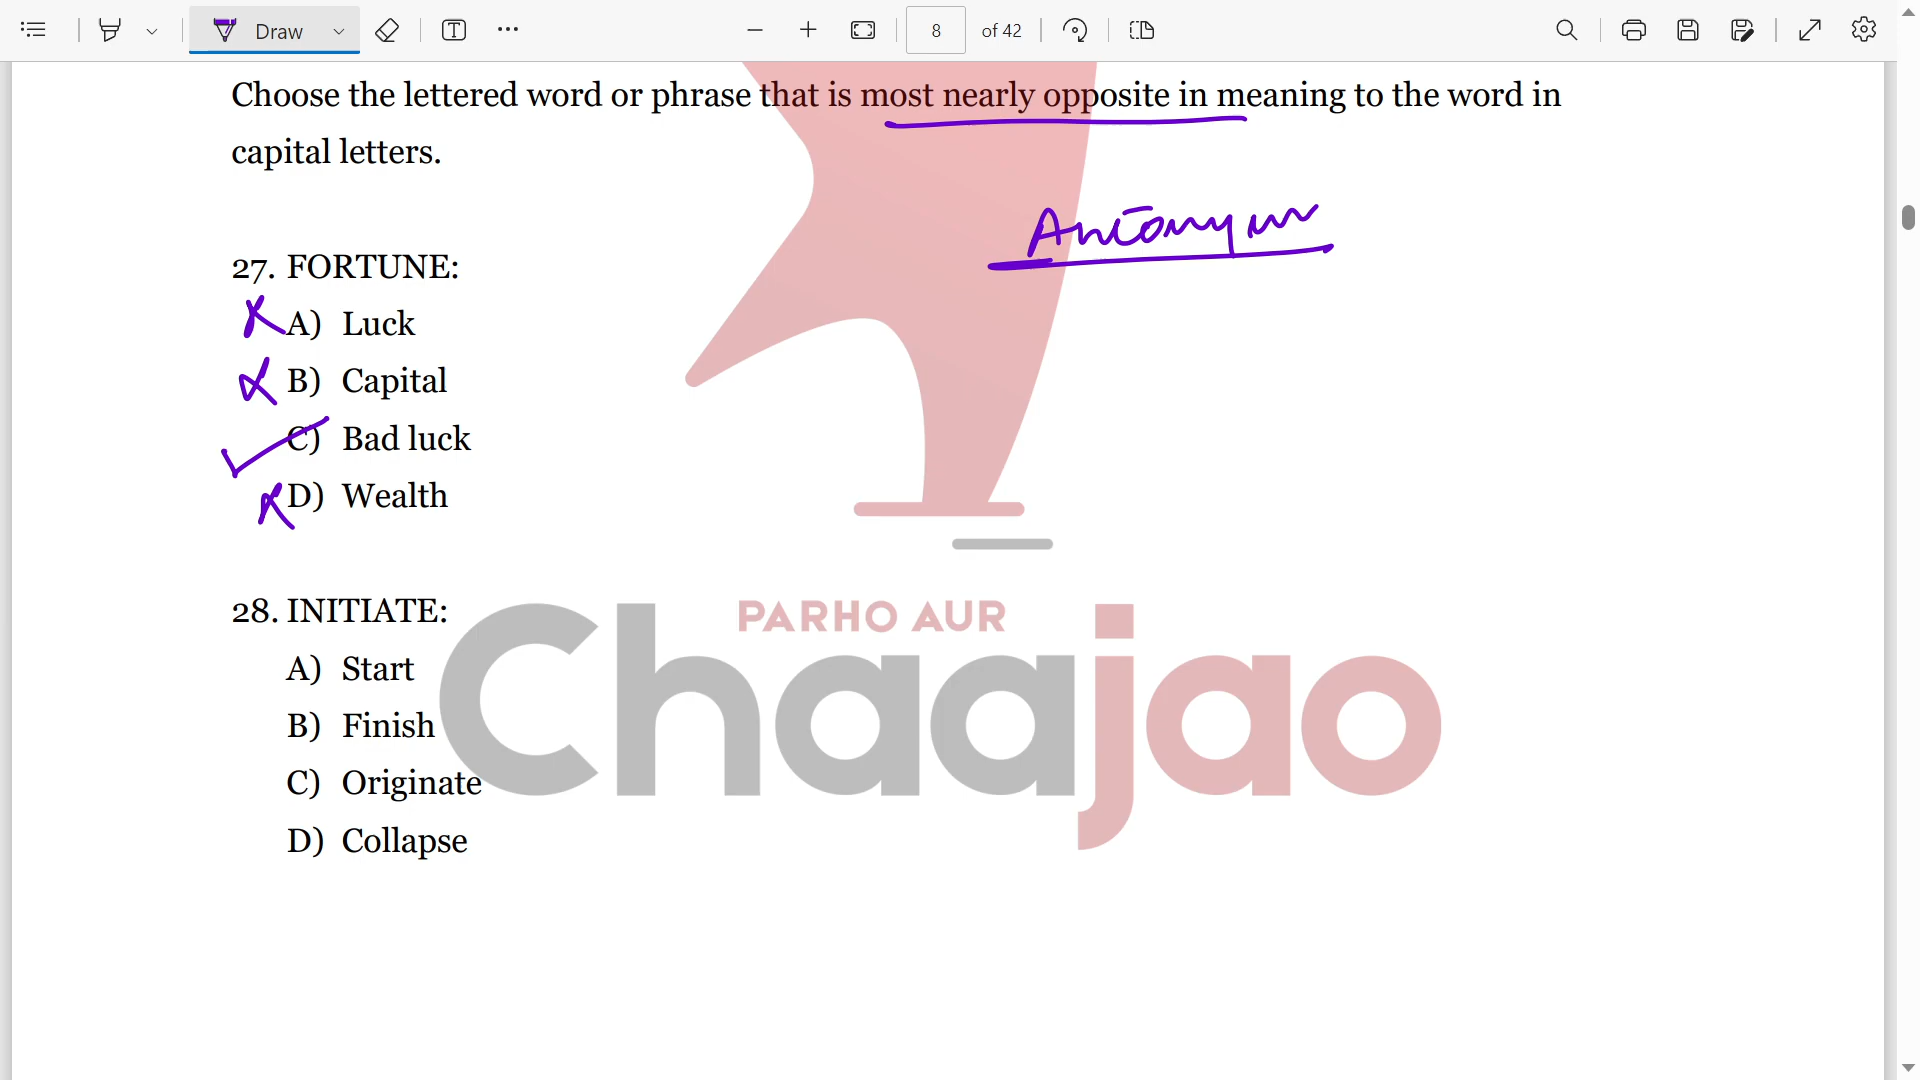 Draw
8 of 42
Choose the lettered word or phrase that is most nearly opposite in meaning to the word in
capital letters.
Antonym
27. FORTUNE:
A) Luck
B) Capital
C) Bad luck
D) Wealth
28. INITIATE:
A) Start
B) Finish
C) Originate
D) Collapse
PARHO AUR
Chaajao